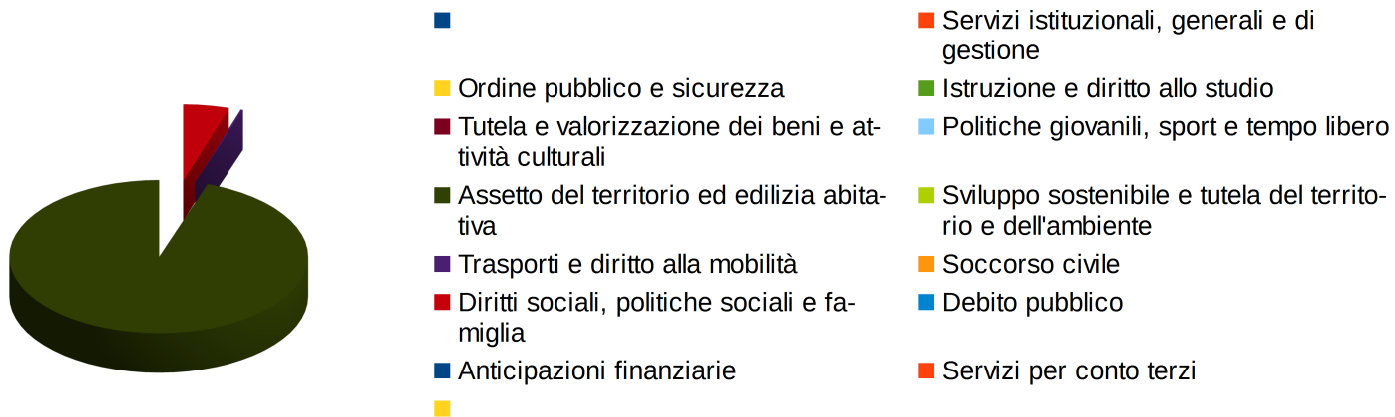 Servizi istituzionali, generali e di
gestione
Ordine pubblico e sicurezza
Istruzione e diritto allo studio
Tutela e valorizzazione dei beni e at-
tività culturali
Politiche giovanili, sport e tempo libero
Assetto del territorio ed edilizia abita-
tiva
Sviluppo sostenibile e tutela del territo-
rio e dell'ambiente
Trasporti e diritto alla mobilità
Soccorso civile
Diritti sociali, politiche sociali e fa-
miglia
Debito pubblico
Anticipazioni finanziarie
Servizi per conto terzi